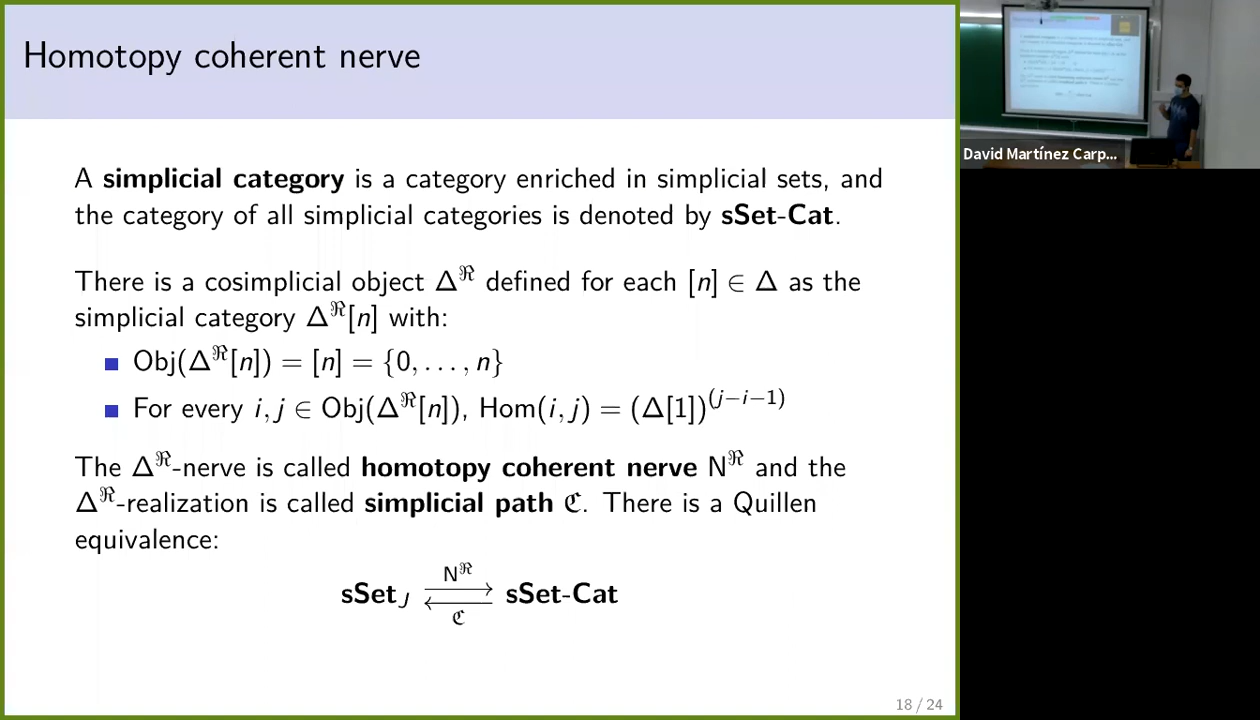 Homotopy coherent nerve
A simplicial category is a category enriched in simplicial sets, and
the category of all simplicial categories is denoted by sSet-Cat.
There is a cosimplicial object Δ^ℜ defined for each [n] ∈ Δ as the
simplicial category Δ^ℜ[n] with:
Obj(Δ^ℜ[n]) = [n] = {0, . . . , n}
For every i, j ∈ Obj(Δ^ℜ[n]), Hom(i, j) = (Δ[1])^(j−i−1)
The Δ^ℜ-nerve is called homotopy coherent nerve N^ℜ and the
Δ^ℜ-realization is called simplicial path ℭ. There is a Quillen
equivalence:
N^ℜ
sSet_J ⇄ sSet-Cat
ℭ
18 / 24
David Martínez Carp...